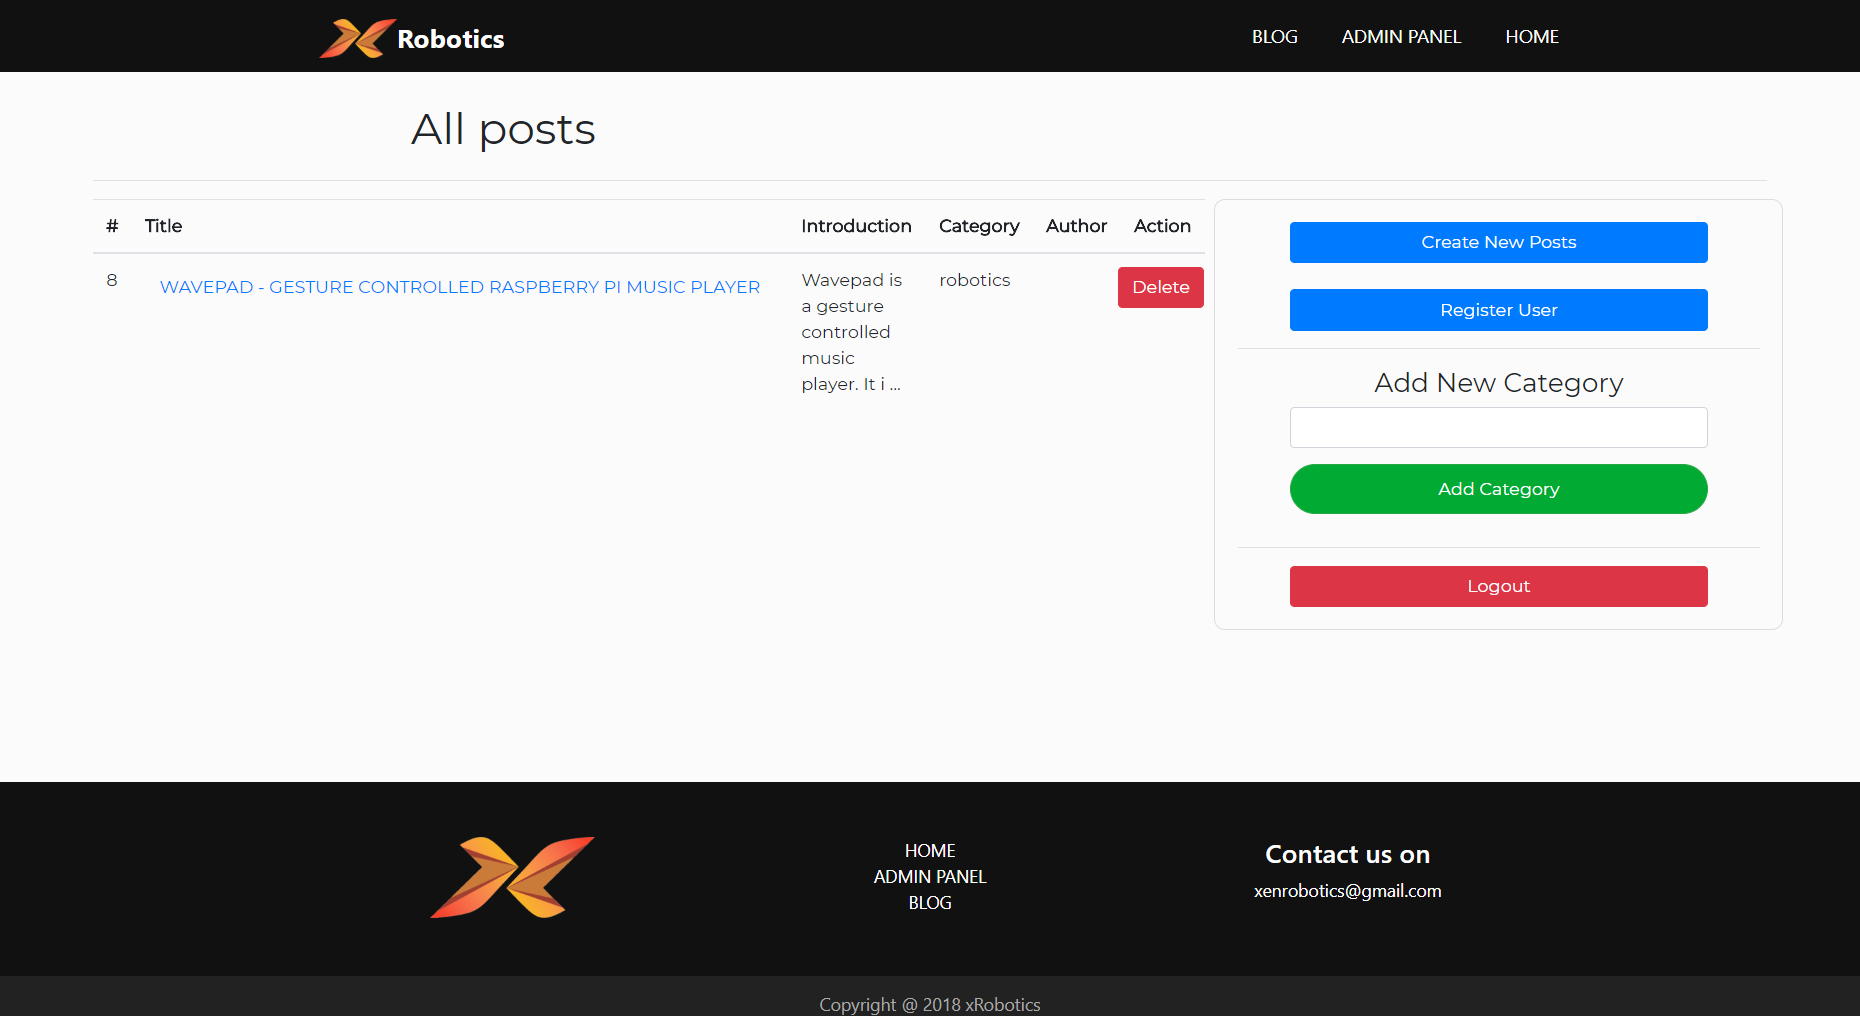 Robotics
BLOG ADMIN PANEL HOME
All posts
# Title Introduction Category Author Action
8 WAVEPAD - GESTURE CONTROLLED RASPBERRY PI MUSIC PLAYER Wavepad is robotics Delete
a gesture
controlled
music
player. It i ...
Create New Posts
Register User
Add New Category
Add Category
Logout
HOME
ADMIN PANEL
BLOG
Contact us on
xenrobotics@gmail.com
Copyright @ 2018 xRobotics